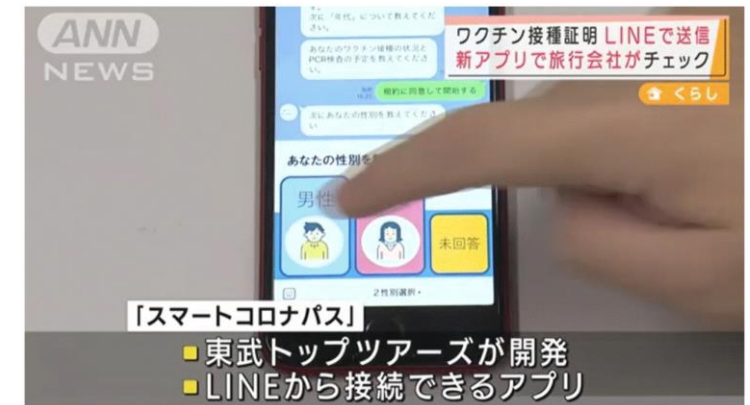 ANN
NEWS
ワクチン接種証明 LINEで送信
新アプリで旅行会社がチェック
くらし
次に「年代」について教えてくだ
さい。
あなたのワクチン接種の状況と
PCR検査の予定を教えてくださ
い。
規約に同意して開始する
次にあなたの性別を教えてくださ
い
あなたの性別を
男性
未回答
2性別選択
「スマートコロナパス」
東武トップツアーズが開発
LINEから接続できるアプリ